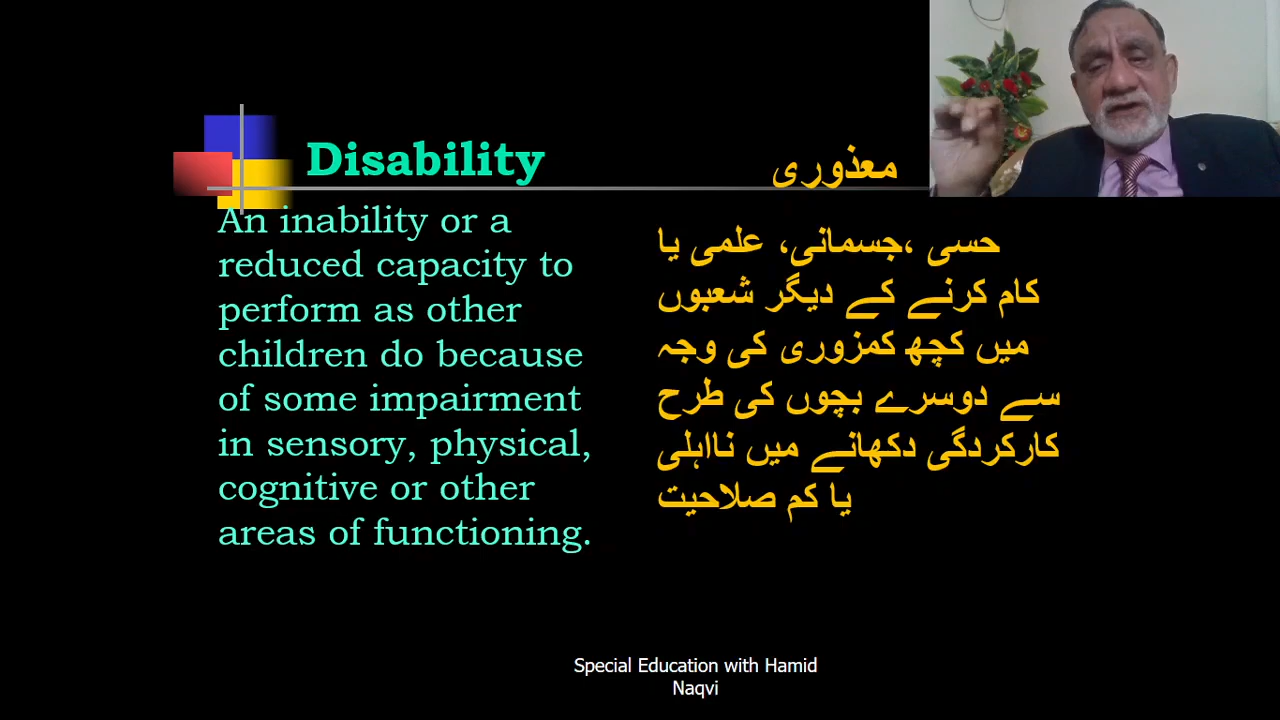 Disability
معذوری
An inability or a
reduced capacity to
perform as other
children do because
of some impairment
in sensory, physical,
cognitive or other
areas of functioning.
حسی ،جسمانی، علمی یا
کام کرنے کے دیگر شعبوں
میں کچھ کمزوری کی وجہ
سے دوسرے بچوں کی طرح
کارکردگی دکھانے میں نااہلی
یا کم صلاحیت
Special Education with Hamid
Naqvi